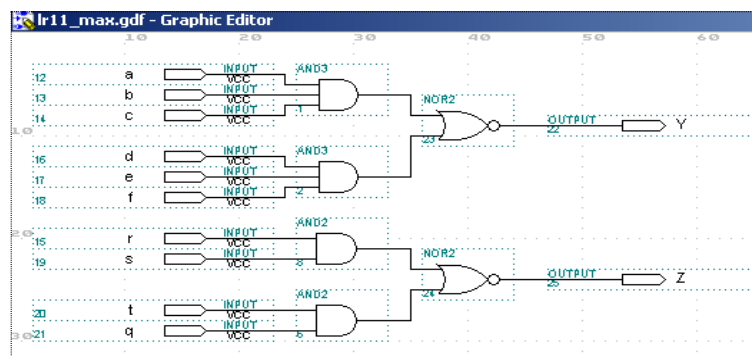 lr11_max.gdf - Graphic Editor
10 20 30 40 50 60
12 a INPUT VCC AND3
13 b INPUT VCC
14 c INPUT VCC 1
NOR2
10 23 OUTPUT 22 Y
16 d INPUT VCC AND3
17 e INPUT VCC
18 f INPUT VCC 2
20
15 r INPUT VCC AND2
19 s INPUT VCC
NOR2
24 OUTPUT 25 Z
20 t INPUT VCC AND2
30 21 q INPUT VCC